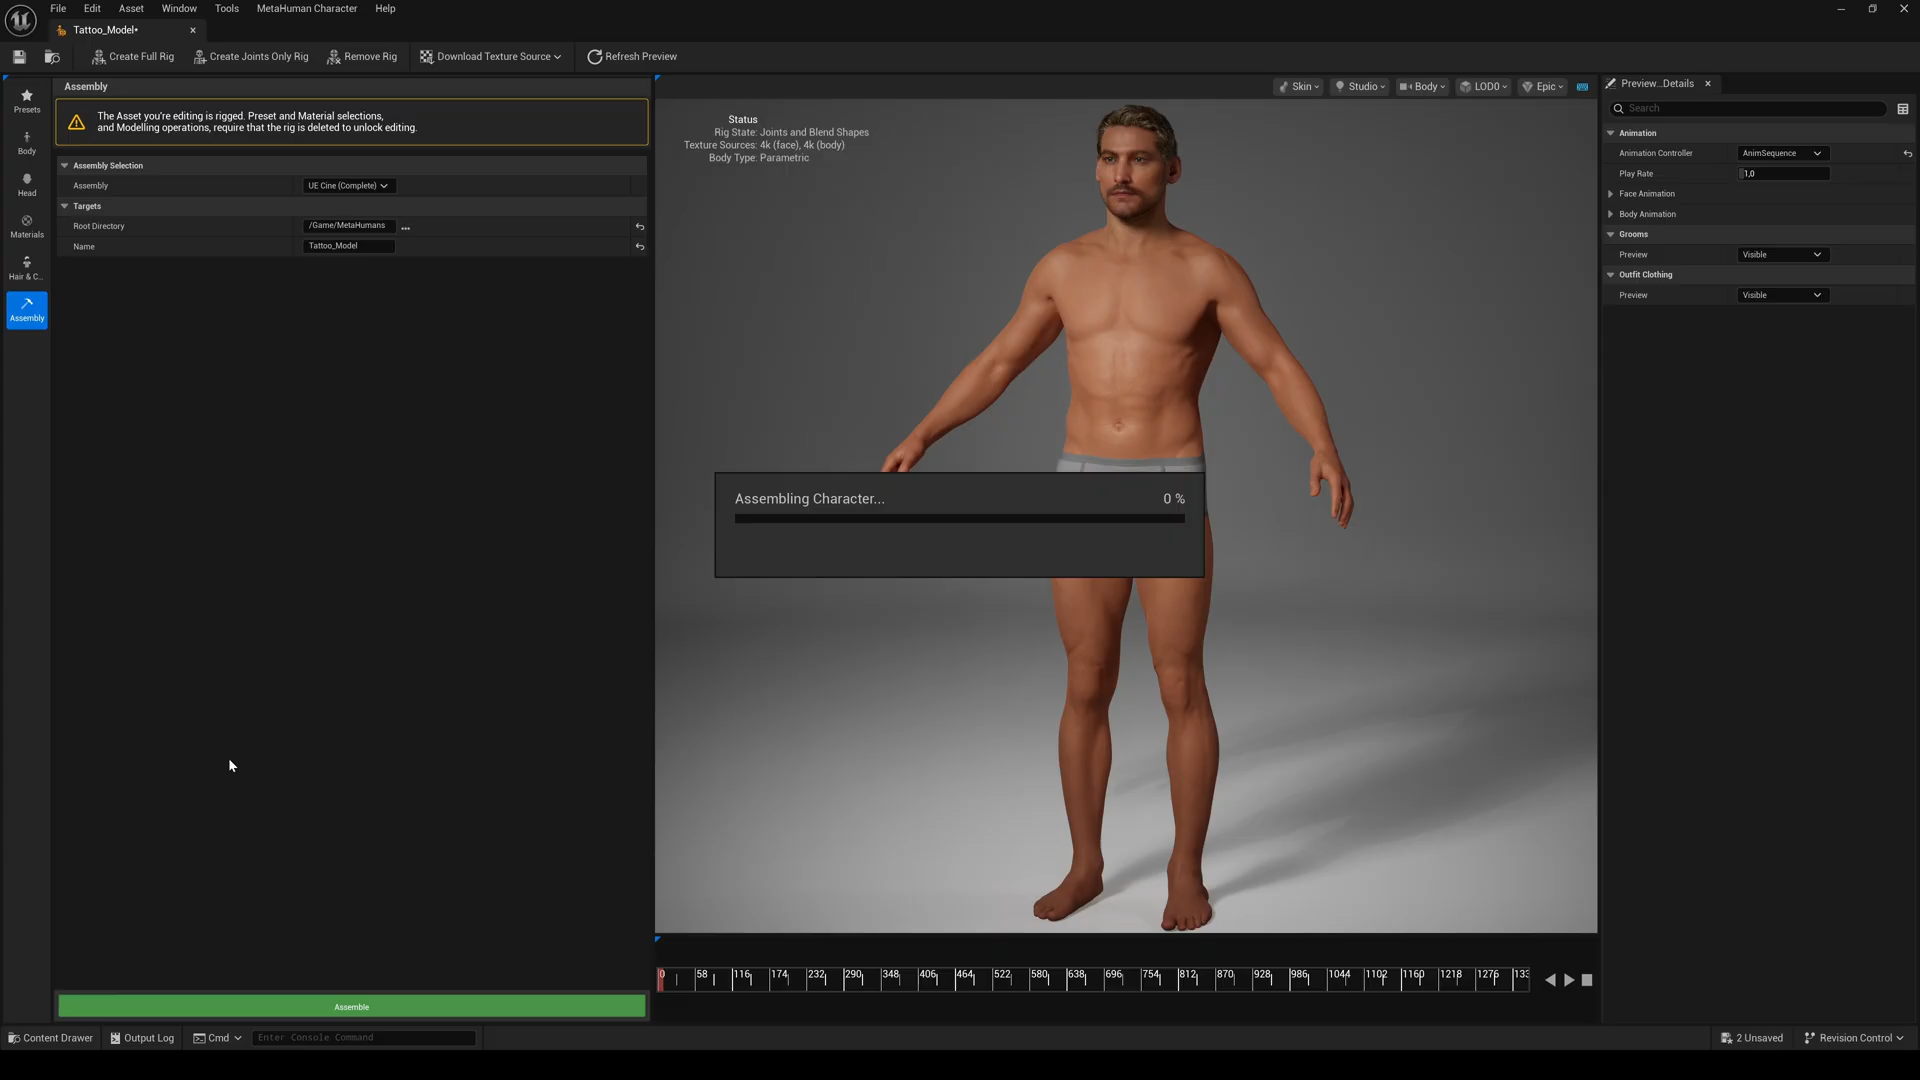 File Edit Asset Window Tools MetaHuman Character Help
Tattoo_Model*
Create Full Rig Create Joints Only Rig Remove Rig Download Texture Source Refresh Preview
Presets
Body
Head
Materials
Hair & C...
Assembly
Assembly
The Asset you're editing is rigged. Preset and Material selections,
and Modelling operations, require that the rig is deleted to unlock editing.
Assembly Selection
Assembly UE Cine (Complete)
Targets
Root Directory /Game/MetaHumans ...
Name Tattoo_Model
Assemble
Skin Studio Body LOD0 Epic
Status
Rig State: Joints and Blend Shapes
Texture Sources: 4k (face), 4k (body)
Body Type: Parametric
Assembling Character... 0 %
0 58 116 174 232 290 348 406 464 522 580 638 696 754 812 870 928 986 1044 1102 1160 1218 1276 133
Preview...Details
Search
Animation
Animation Controller AnimSequence
Play Rate 1,0
Face Animation
Body Animation
Grooms
Preview Visible
Outfit Clothing
Preview Visible
Content Drawer Output Log Cmd Enter Console Command 2 Unsaved Revision Control